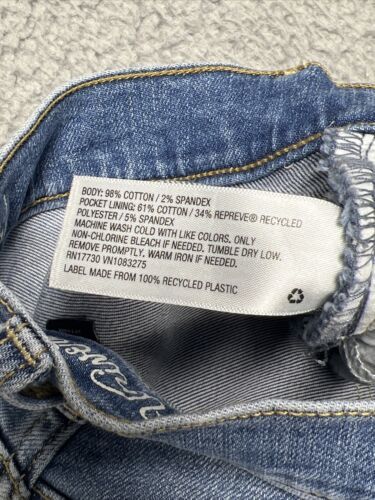 BODY: 98% COTTON / 2% SPANDEX
POCKET LINING: 61% COTTON / 34% REPREVE® RECYCLED
POLYESTER / 5% SPANDEX
MACHINE WASH COLD WITH LIKE COLORS. ONLY
NON-CHLORINE BLEACH IF NEEDED. TUMBLE DRY LOW.
REMOVE PROMPTLY. WARM IRON IF NEEDED.
RN17730 VN1083275
LABEL MADE FROM 100% RECYCLED PLASTIC